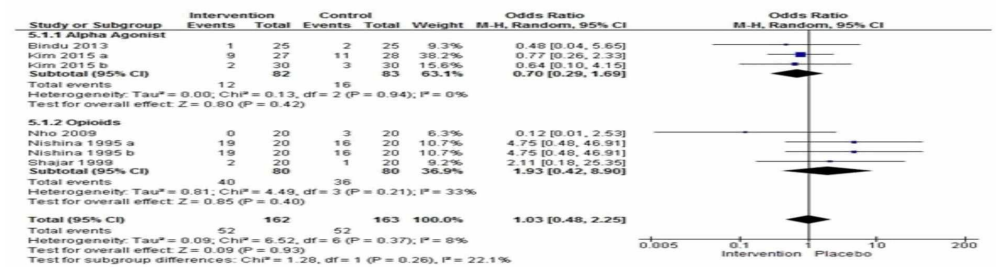 Intervention Control Odds Ratio Odds Ratio
Study or Subgroup Events Total Events Total Weight M-H, Random, 95% CI M-H, Random, 95% CI
5.1.1 Alpha Agonist
Bindu 2013 1 25 2 25 9.3% 0.48 [0.04, 5.65]
Kim 2015 a 9 27 11 28 38.2% 0.77 [0.26, 2.33]
Kim 2015 b 2 30 3 30 15.6% 0.64 [0.10, 4.15]
Subtotal (95% CI) 82 83 63.1% 0.70 [0.29, 1.69]
Total events 12 16
Heterogeneity: Tau² = 0.00; Chi² = 0.13, df = 2 (P = 0.94); I² = 0%
Test for overall effect: Z = 0.80 (P = 0.42)
5.1.2 Opioids
Nho 2009 0 20 3 20 6.3% 0.12 [0.01, 2.53]
Nishina 1995 a 19 20 16 20 10.7% 4.75 [0.48, 46.91]
Nishina 1995 b 19 20 16 20 10.7% 4.75 [0.48, 46.91]
Shajar 1999 2 20 1 20 9.2% 2.11 [0.18, 25.35]
Subtotal (95% CI) 80 80 36.9% 1.93 [0.42, 8.90]
Total events 40 36
Heterogeneity: Tau² = 0.81; Chi² = 4.49, df = 3 (P = 0.21); I² = 33%
Test for overall effect: Z = 0.85 (P = 0.40)
Total (95% CI) 162 163 100.0% 1.03 [0.48, 2.25]
Total events 52 52
Heterogeneity: Tau² = 0.09; Chi² = 6.52, df = 6 (P = 0.37); I² = 8%
Test for overall effect: Z = 0.09 (P = 0.93)
Test for subgroup differences: Chi² = 1.28, df = 1 (P = 0.26), I² = 22.1%
0.005 0.1 1 10 200
Intervention Placebo